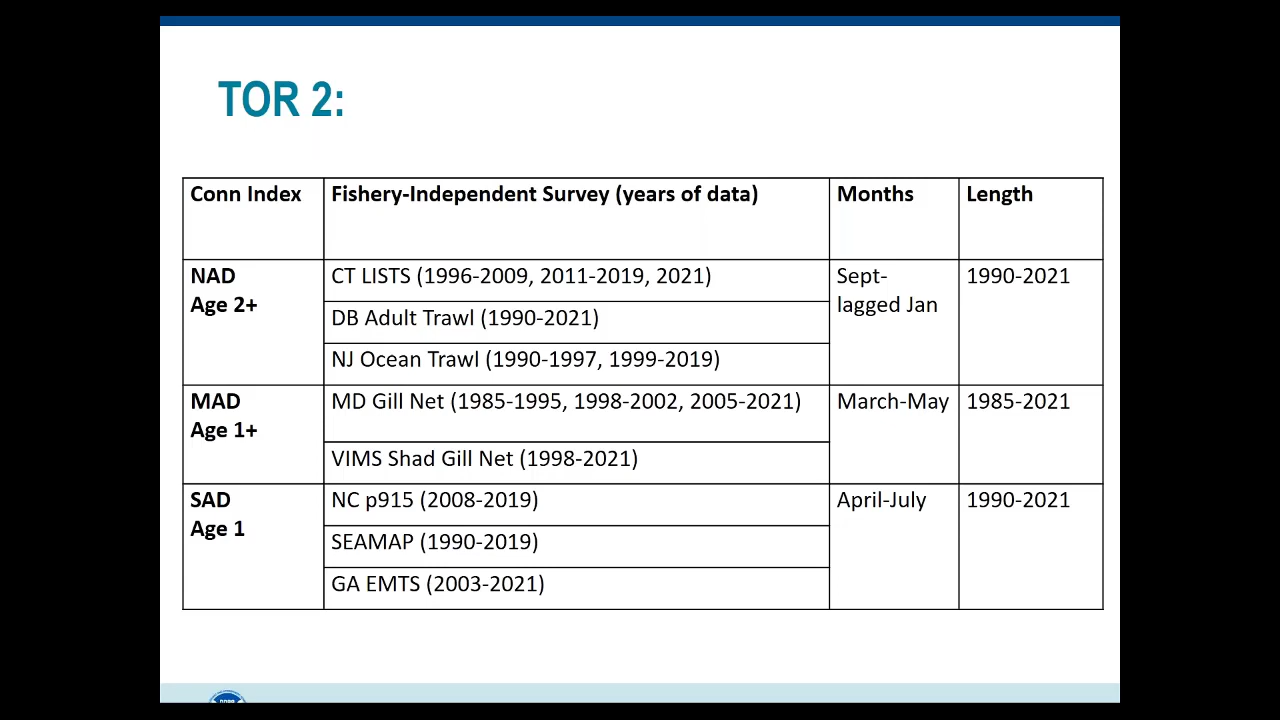 TOR 2:
Conn Index Fishery-Independent Survey (years of data) Months Length
NAD
Age 2+
CT LISTS (1996-2009, 2011-2019, 2021)
DB Adult Trawl (1990-2021)
NJ Ocean Trawl (1990-1997, 1999-2019)
Sept-
lagged Jan
1990-2021
MAD
Age 1+
MD Gill Net (1985-1995, 1998-2002, 2005-2021)
VIMS Shad Gill Net (1998-2021)
March-May
1985-2021
SAD
Age 1
NC p915 (2008-2019)
SEAMAP (1990-2019)
GA EMTS (2003-2021)
April-July
1990-2021